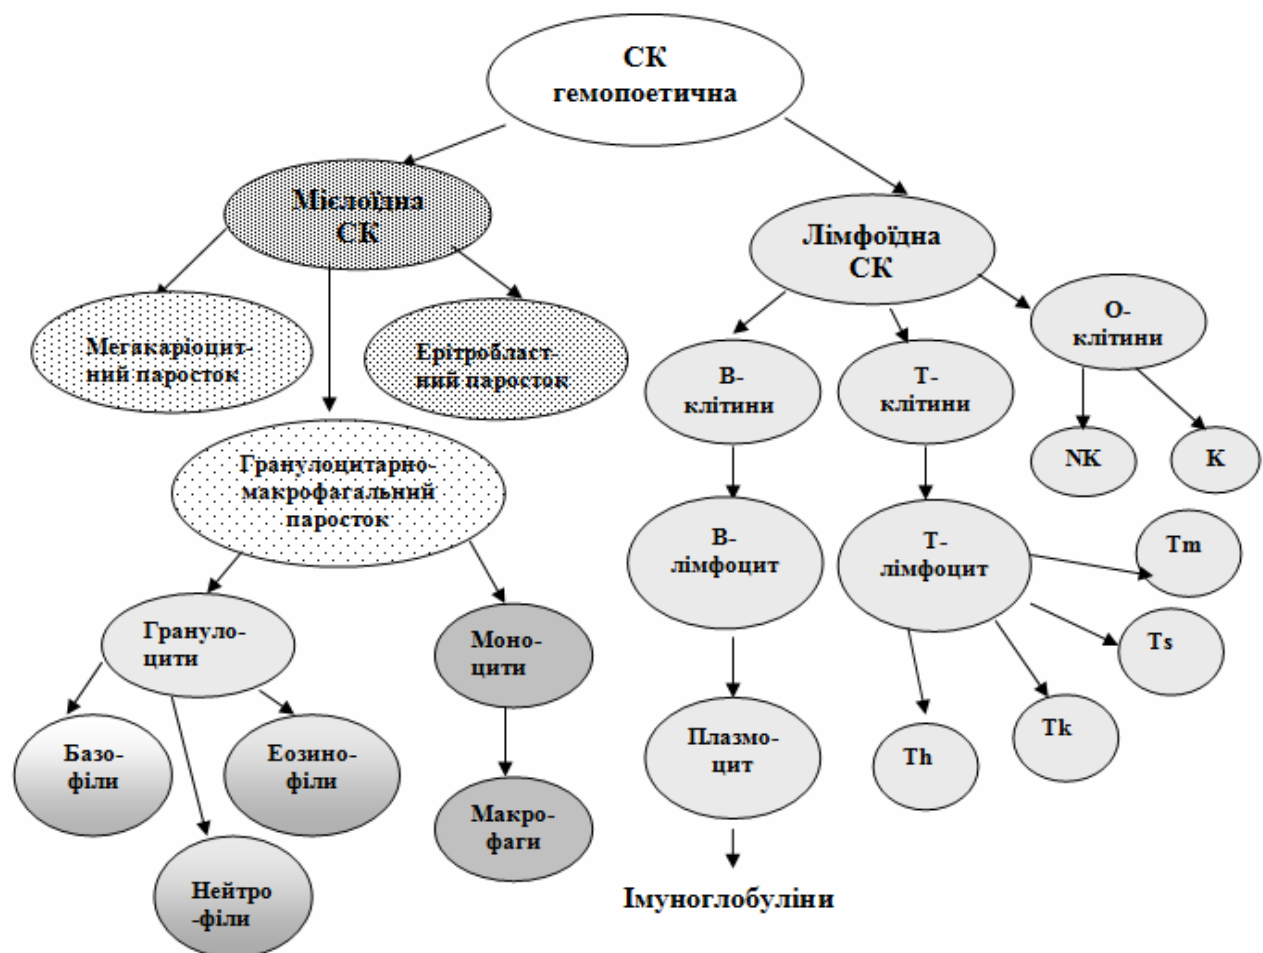 СК
гемопоетична
Мієлоїдна
СК
Лімфоїдна
СК
Мегакаріоцит-
ний паросток
Ерітробласт-
ний паросток
О-
клітини
В-
клітини
Т-
клітини
NK
K
Гранулоцитарно-
макрофагальний
паросток
В-
лімфоцит
Т-
лімфоцит
Tm
Ts
Tk
Th
Грануло-
цити
Моно-
цити
Базо-
філи
Еозино-
філи
Нейтро
-філи
Макро-
фаги
Плазмо-
цит
Імуноглобуліни